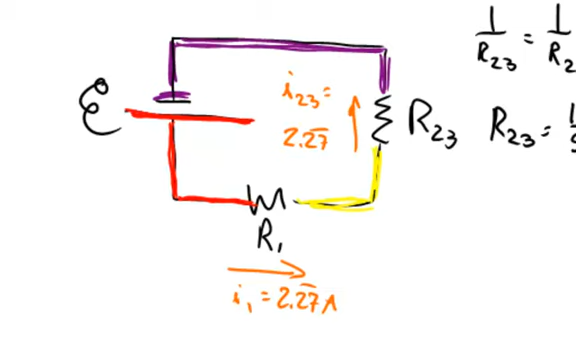 1/R₂₃ = 1/R₂
ℰ
i₂₃ =
2.27
R₂₃
R₂₃ =
R₁
i₁ = 2.27A